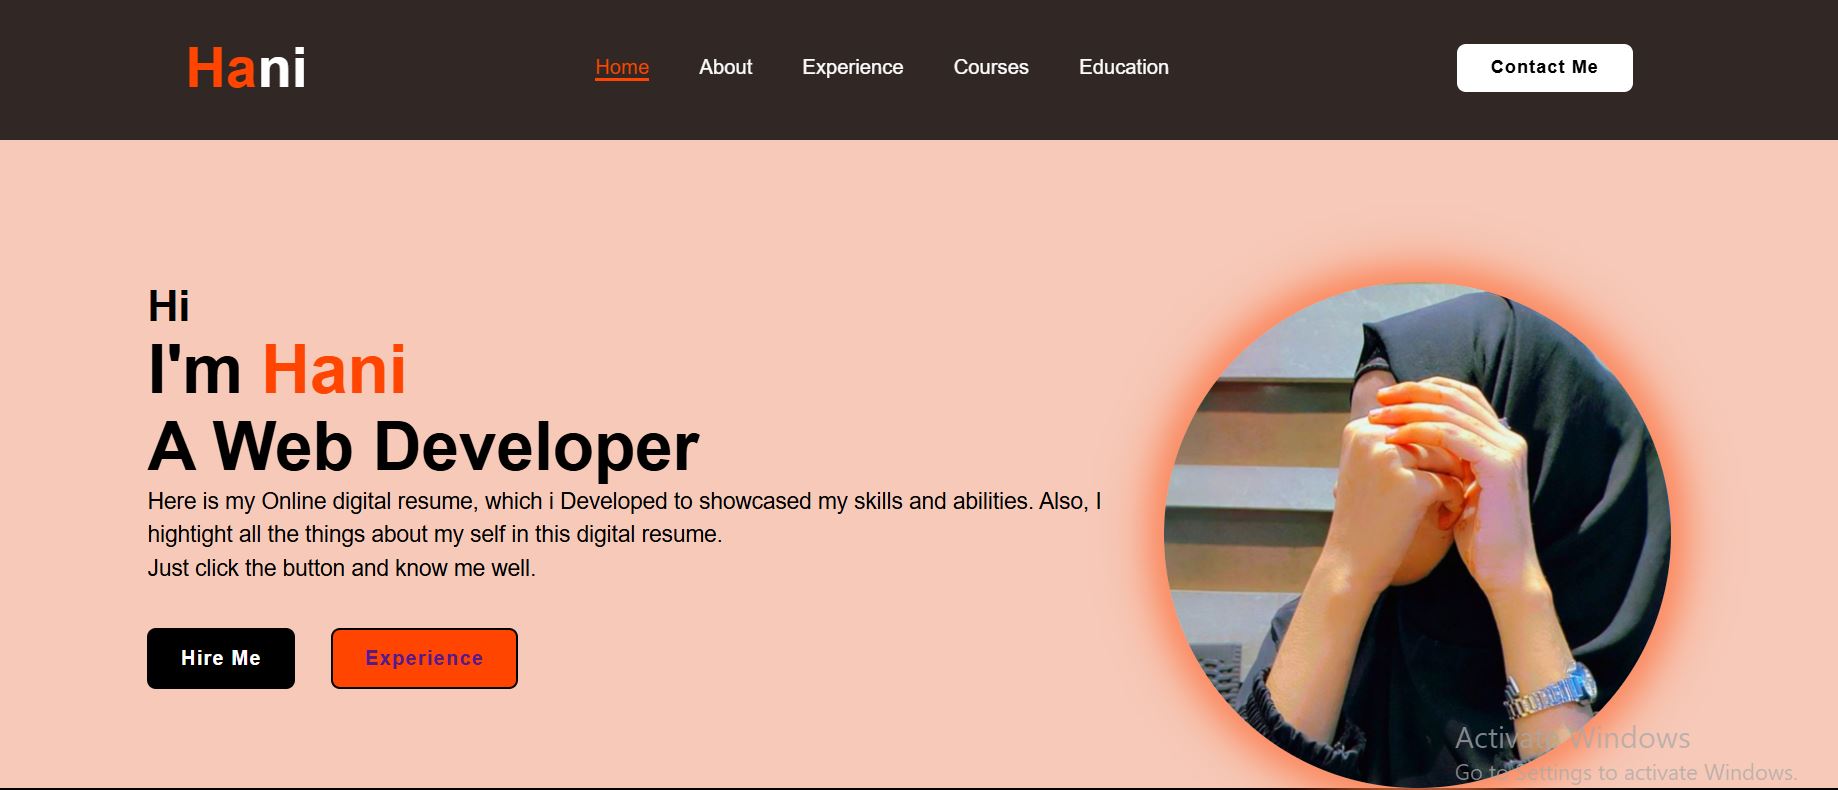 Hani
Home
About
Experience
Courses
Education
Contact Me
Hi
I'm Hani
A Web Developer
Here is my Online digital resume, which i Developed to showcased my skills and abilities. Also, I
hightight all the things about my self in this digital resume.
Just click the button and know me well.
Hire Me
Experience
Activate Windows
Go to Settings to activate Windows.